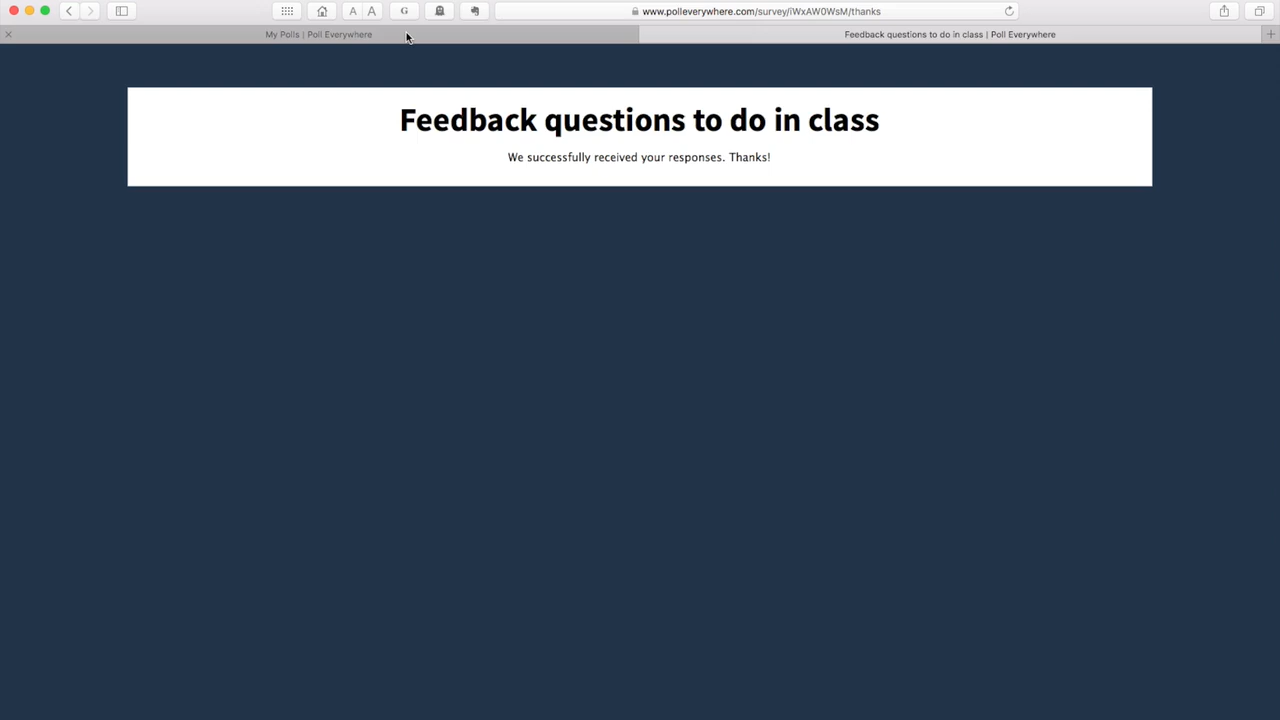 A A G www.polleverywhere.com/survey/iWxAW0WsM/thanks
My Polls | Poll Everywhere Feedback questions to do in class | Poll Everywhere
Feedback questions to do in class
We successfully received your responses. Thanks!